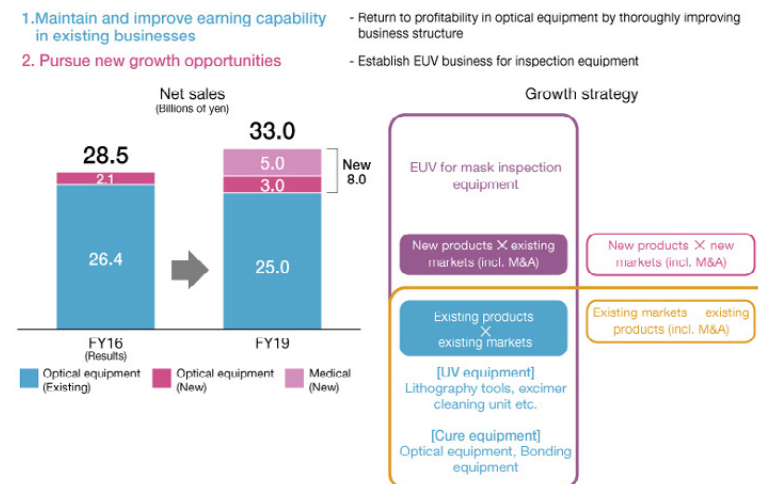 1.Maintain and improve earning capability
in existing businesses
- Return to profitability in optical equipment by thoroughly improving
business structure
2. Pursue new growth opportunities
- Establish EUV business for inspection equipment
Net sales
(Billions of yen)
28.5
2.1
26.4
FY16
(Results)
33.0
5.0
3.0
25.0
FY19
New
8.0
Optical equipment
(Existing)
Optical equipment
(New)
Medical
(New)
Growth strategy
EUV for mask inspection
equipment
New products × existing
markets (incl. M&A)
New products × new
markets (incl. M&A)
Existing products
×
existing markets
Existing markets existing
products (incl. M&A)
[UV equipment]
Lithography tools, excimer
cleaning unit etc.
[Cure equipment]
Optical equipment, Bonding
equipment